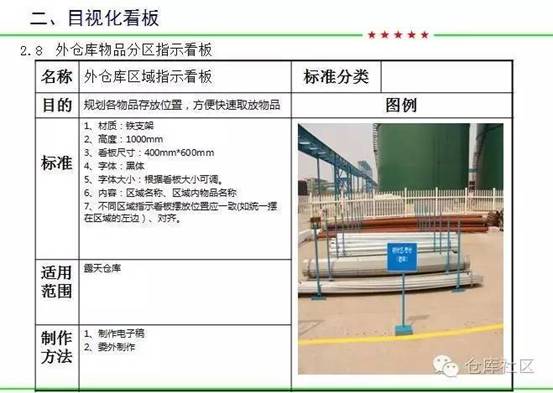 二、目视化看板
2.8 外仓库物品分区指示看板
名称 外仓库区域指示看板 标准分类
目的 规划各物品存放位置，方便快速取放物品 图例
标准
1、材质：铁支架
2、高度：1000mm
3、看板尺寸：400mm*600mm
4、字体：黑体
5、字体大小：根据看板大小可调。
6、内容：区域名称、区域内物品名称
7、不同区域指示看板摆放位置应一致(如统一摆
在区域的左边）、对齐。
适用
范围
露天仓库
制作
方法
1、制作电子稿
2、委外制作
仓库社区